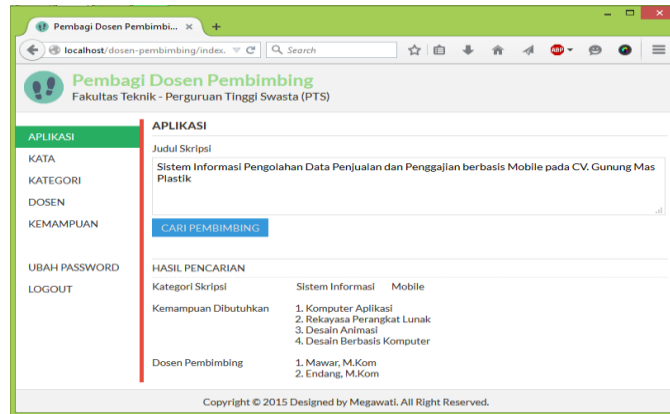 Pembagi Dosen Pembimbi...
localhost/dosen-pembimbing/index.
Search
ABP
Pembagi Dosen Pembimbing
Fakultas Teknik - Perguruan Tinggi Swasta (PTS)
APLIKASI
KATA
KATEGORI
DOSEN
KEMAMPUAN
UBAH PASSWORD
LOGOUT
APLIKASI
Judul Skripsi
Sistem Informasi Pengolahan Data Penjualan dan Penggajian berbasis Mobile pada CV. Gunung Mas
Plastik
CARI PEMBIMBING
HASIL PENCARIAN
Kategori Skripsi Sistem Informasi Mobile
Kemampuan Dibutuhkan 1. Komputer Aplikasi
2. Rekayasa Perangkat Lunak
3. Desain Animasi
4. Desain Berbasis Komputer
Dosen Pembimbing 1. Mawar, M.Kom
2. Endang, M.Kom
Copyright © 2015 Designed by Megawati. All Right Reserved.